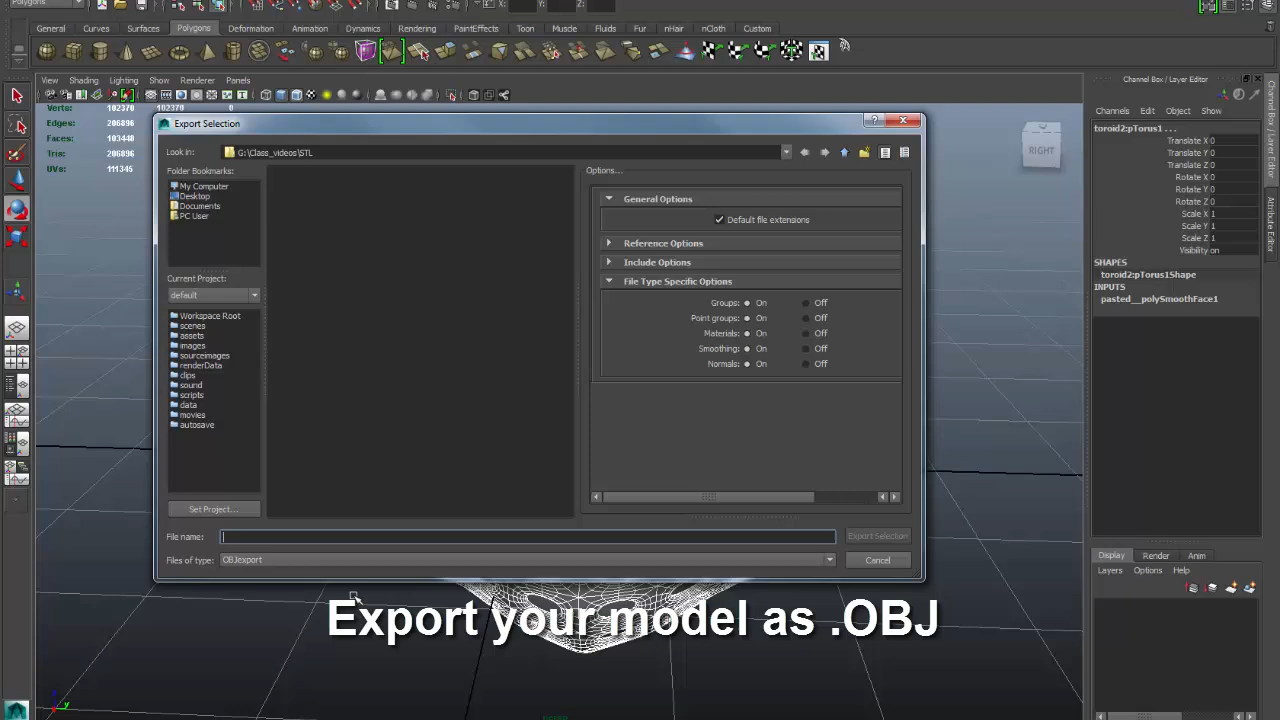 Polygons
X:
Y:
Z:
General Curves Surfaces Polygons Deformation Animation Dynamics Rendering PaintEffects Toon Muscle Fluids Fur nHair nCloth Custom
View Shading Lighting Show Renderer Panels
Verts: 102370 102370 0
Edges: 206896
Faces: 103448
Tris: 206896
UVs: 111345
RIGHT
Export Selection
Look in: G:\Class_videos\STL
Folder Bookmarks:
My Computer
Desktop
Documents
PC User
Current Project:
default
Workspace Root
scenes
assets
images
sourceimages
renderData
clips
sound
scripts
data
movies
autosave
Set Project...
Options...
General Options
Default file extensions
Reference Options
Include Options
File Type Specific Options
Groups: On Off
Point groups: On Off
Materials: On Off
Smoothing: On Off
Normals: On Off
File name:
Export Selection
Files of type: OBJexport
Cancel
Export your model as .OBJ
Channel Box / Layer Editor
Channels Edit Object Show
toroid2:pTorus1 ...
Translate X 0
Translate Y 0
Translate Z 0
Rotate X 0
Rotate Y 0
Rotate Z 0
Scale X 1
Scale Y 1
Scale Z 1
Visibility on
SHAPES
toroid2:pTorus1Shape
INPUTS
pasted__polySmoothFace1
Display Render Anim
Layers Options Help
Channel Box / Layer Editor
Attribute Editor
y